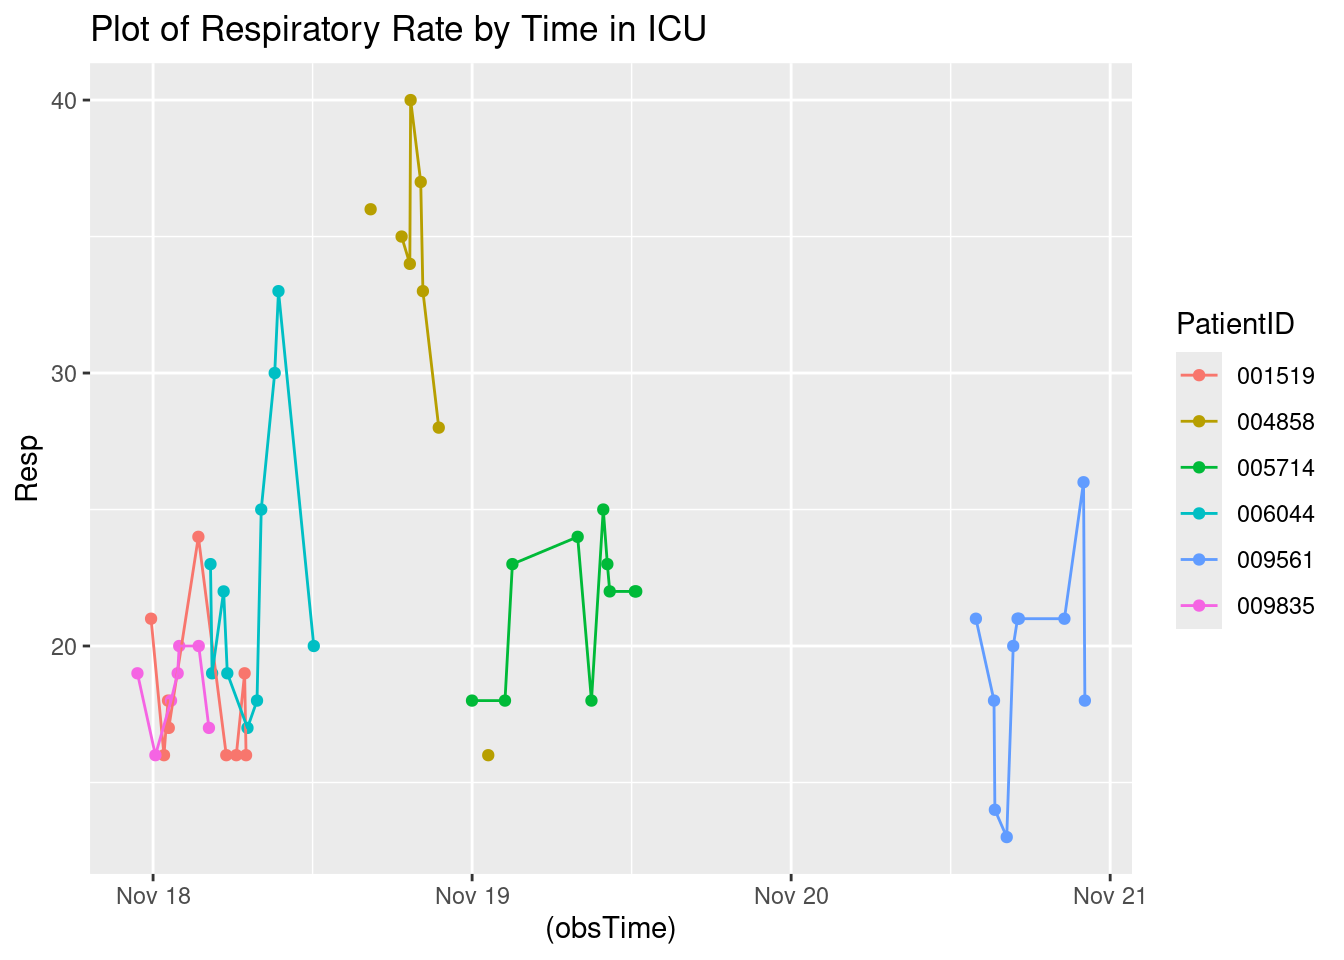 Plot of Respiratory Rate by Time in ICU
40
30
20
Resp
Nov 18
Nov 19
Nov 20
Nov 21
(obsTime)
PatientID
001519
004858
005714
006044
009561
009835